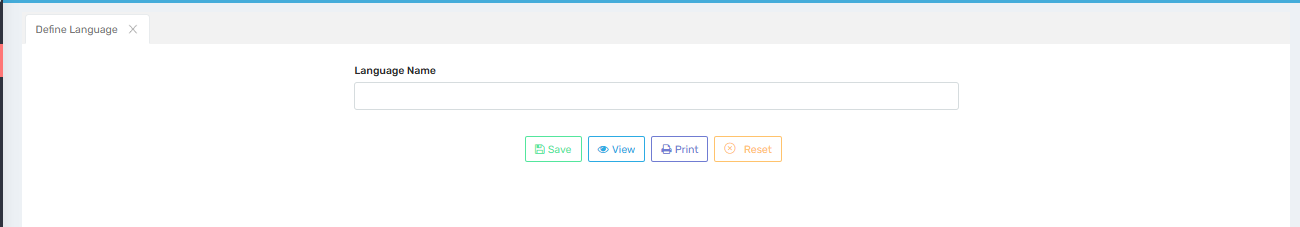 Define Language
Language Name
Save View Print Reset